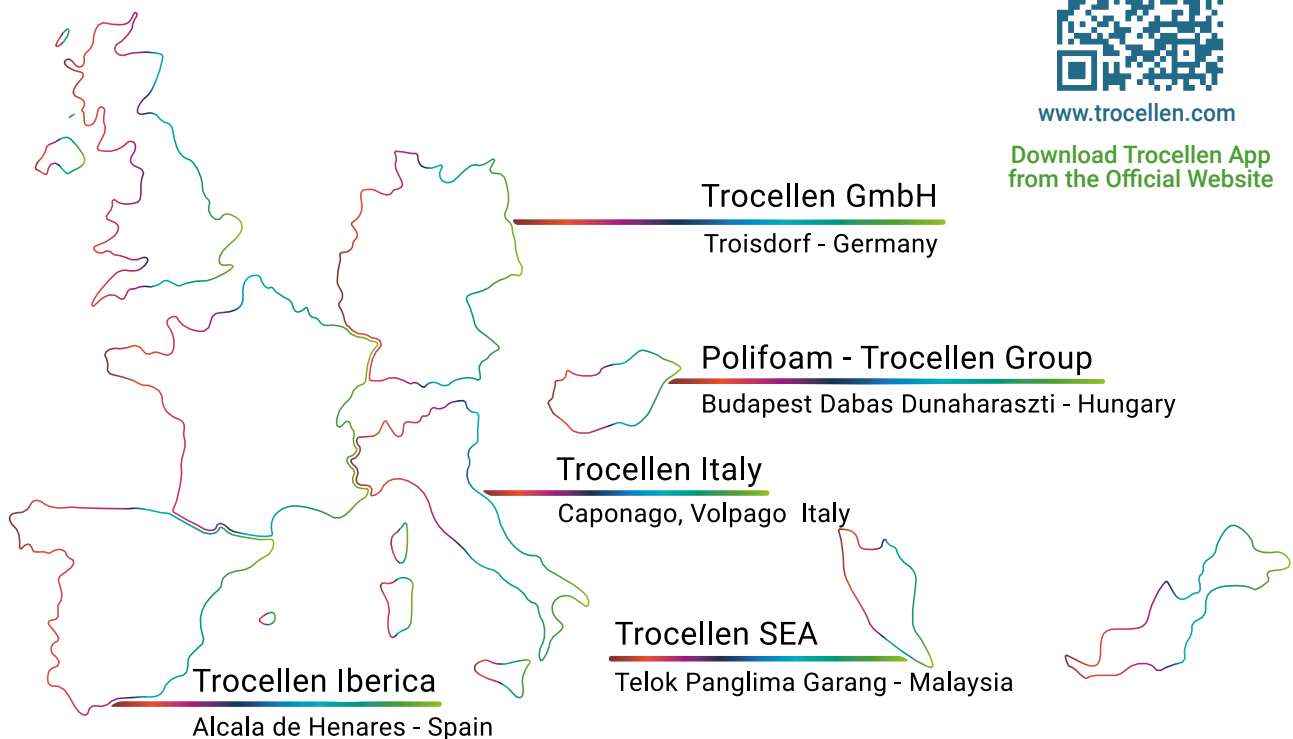 www.trocellen.com
Download Trocellen App
from the Official Website
Trocellen GmbH
Troisdorf - Germany
Polifoam - Trocellen Group
Budapest Dabas Dunaharaszti - Hungary
Trocellen Italy
Caponago, Volpago Italy
Trocellen SEA
Telok Panglima Garang - Malaysia
Trocellen Iberica
Alcala de Henares - Spain